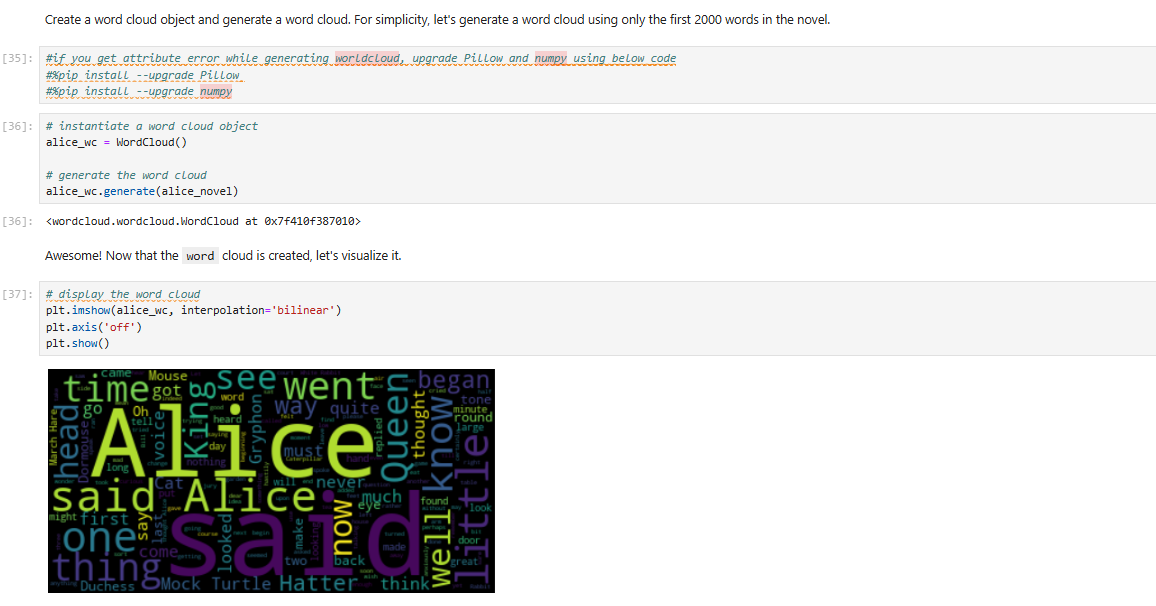 Create a word cloud object and generate a word cloud. For simplicity, let's generate a word cloud using only the first 2000 words in the novel.
[35]: #if you get attribute error while generating worldcloud, upgrade Pillow and numpy using below code
#%pip install --upgrade Pillow
#%pip install --upgrade numpy
[36]: # instantiate a word cloud object
alice_wc = WordCloud()
# generate the word cloud
alice_wc.generate(alice_novel)
[36]: <wordcloud.wordcloud.WordCloud at 0x7f410f387010>
Awesome! Now that the word cloud is created, let's visualize it.
[37]: # display the word cloud
plt.imshow(alice_wc, interpolation='bilinear')
plt.axis('off')
plt.show()
came Mouse see went began
time got King word way quite Queen tone
go Oh tell voice heard Gryphon minute round
March Hare head Dormouse Alice day must replied thought know large
long nothing Caterpillar hand little
said Alice Cat put will never much eye
might first say last gave now found look
one said looked make well door
thing come two back made great
Duchess Mock Turtle Hatter think